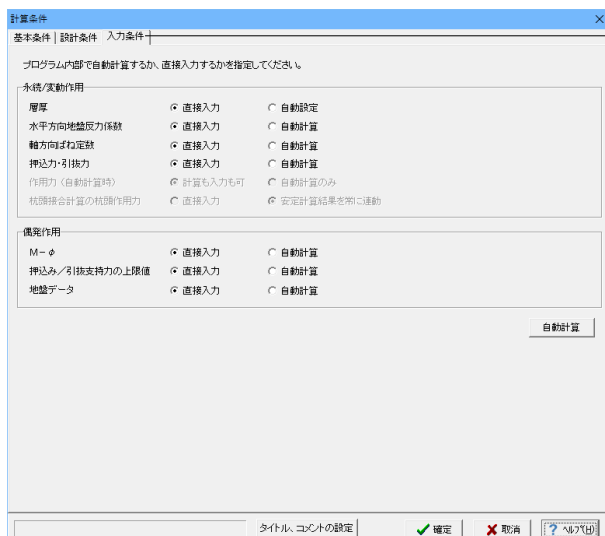 計算条件
基本条件 設計条件 入力条件
プログラム内部で自動計算するか、直接入力するかを指定してください。
永続/変動作用
層厚 直接入力 自動設定
水平方向地盤反力係数 直接入力 自動計算
軸方向ばね定数 直接入力 自動計算
押込力・引抜力 直接入力 自動計算
作用力（自動計算時） 計算も入力も可 自動計算のみ
杭頭接合計算の杭頭作用力 直接入力 安定計算結果を常に連動
偶発作用
M－φ 直接入力 自動計算
押込み／引抜支持力の上限値 直接入力 自動計算
地盤データ 直接入力 自動計算
自動計算
タイトル、コメントの設定 確定 取消 ? ヘルプ(H)